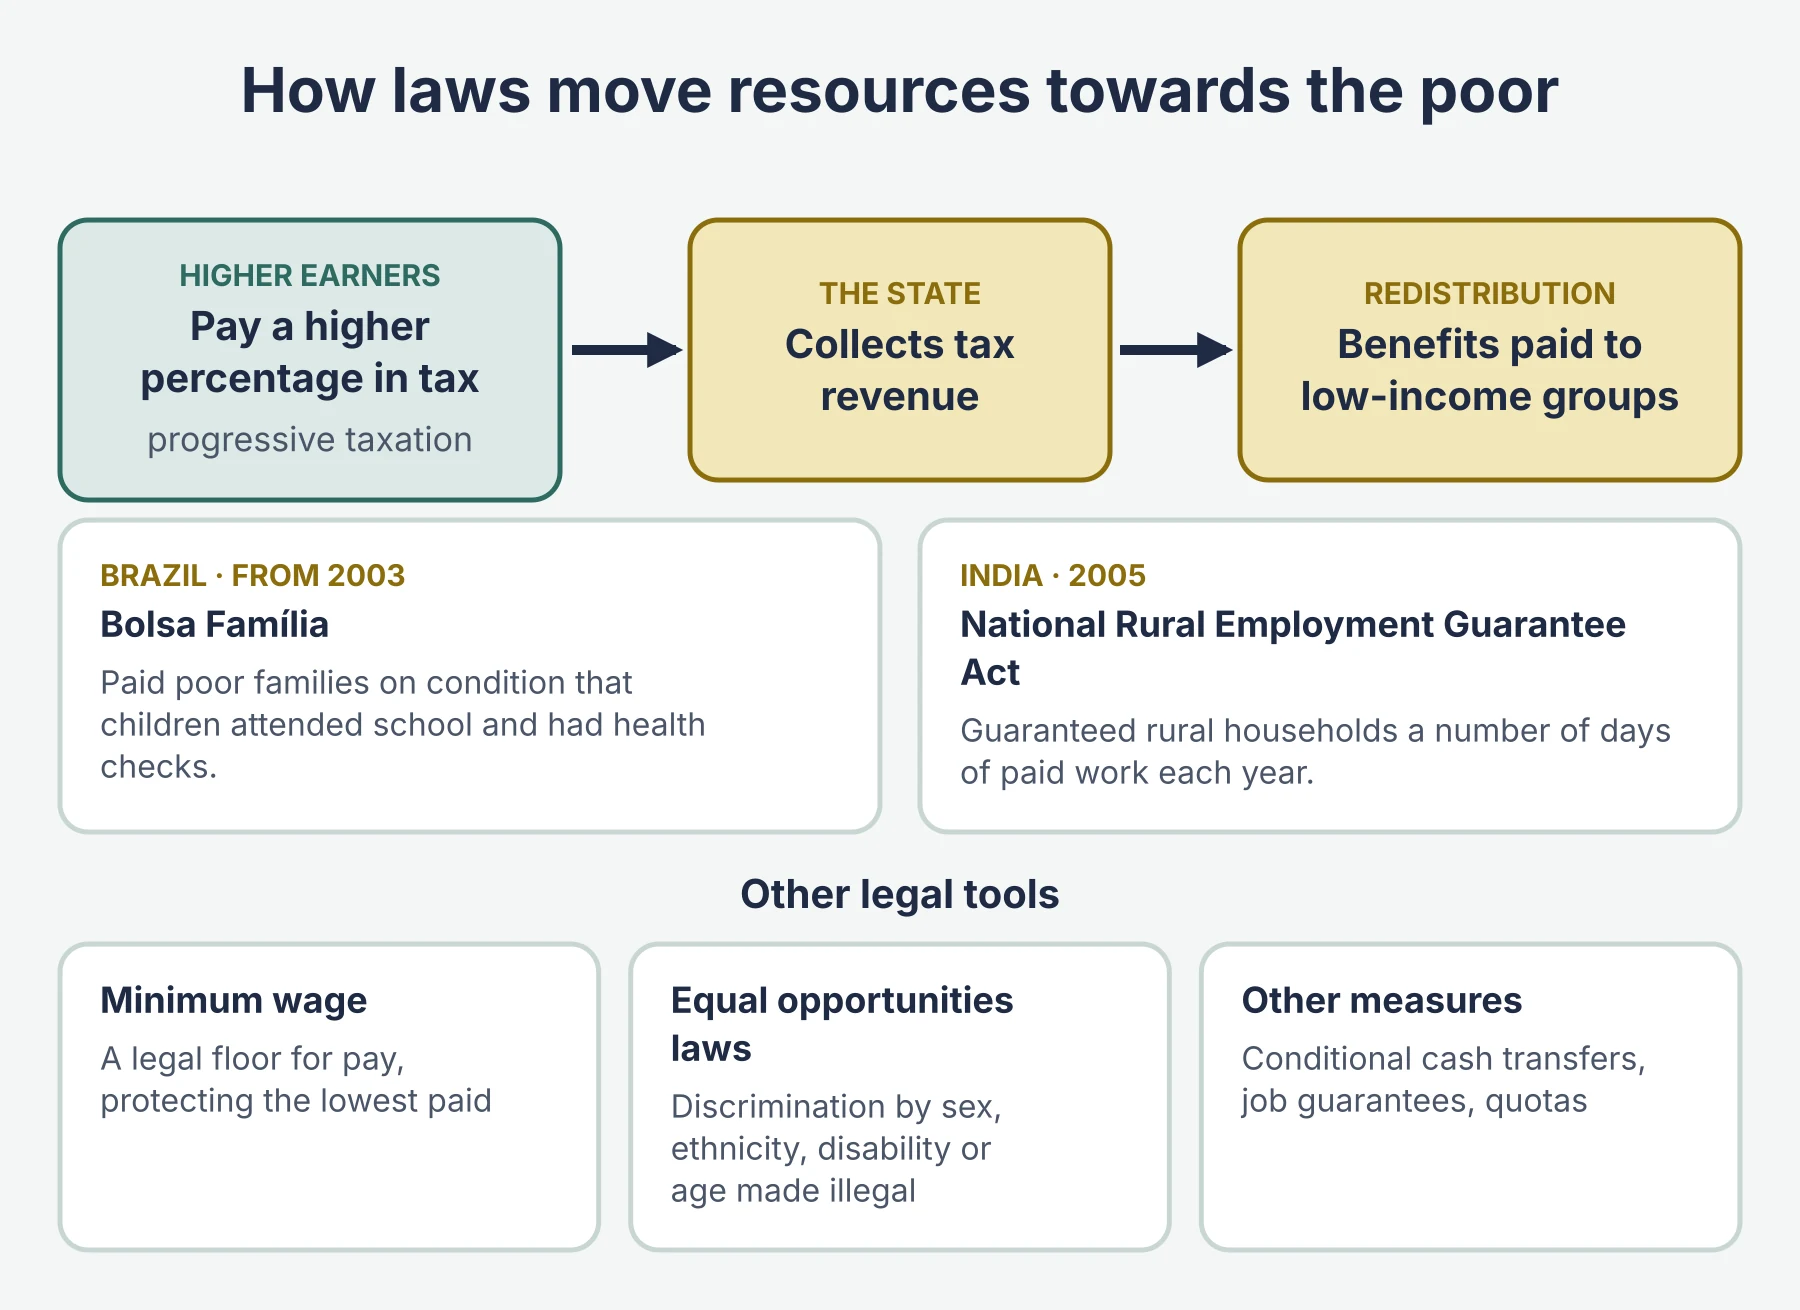 How laws move resources towards the poor
HIGHER EARNERS
Pay a higher
percentage in tax
progressive taxation
THE STATE
Collects tax
revenue
REDISTRIBUTION
Benefits paid to
low-income groups
BRAZIL · FROM 2003
Bolsa Família
Paid poor families on condition that
children attended school and had health
checks.
INDIA · 2005
National Rural Employment Guarantee
Act
Guaranteed rural households a number of days
of paid work each year.
Other legal tools
Minimum wage
A legal floor for pay,
protecting the lowest paid
Equal opportunities
laws
Discrimination by sex,
ethnicity, disability or
age made illegal
Other measures
Conditional cash transfers,
job guarantees, quotas